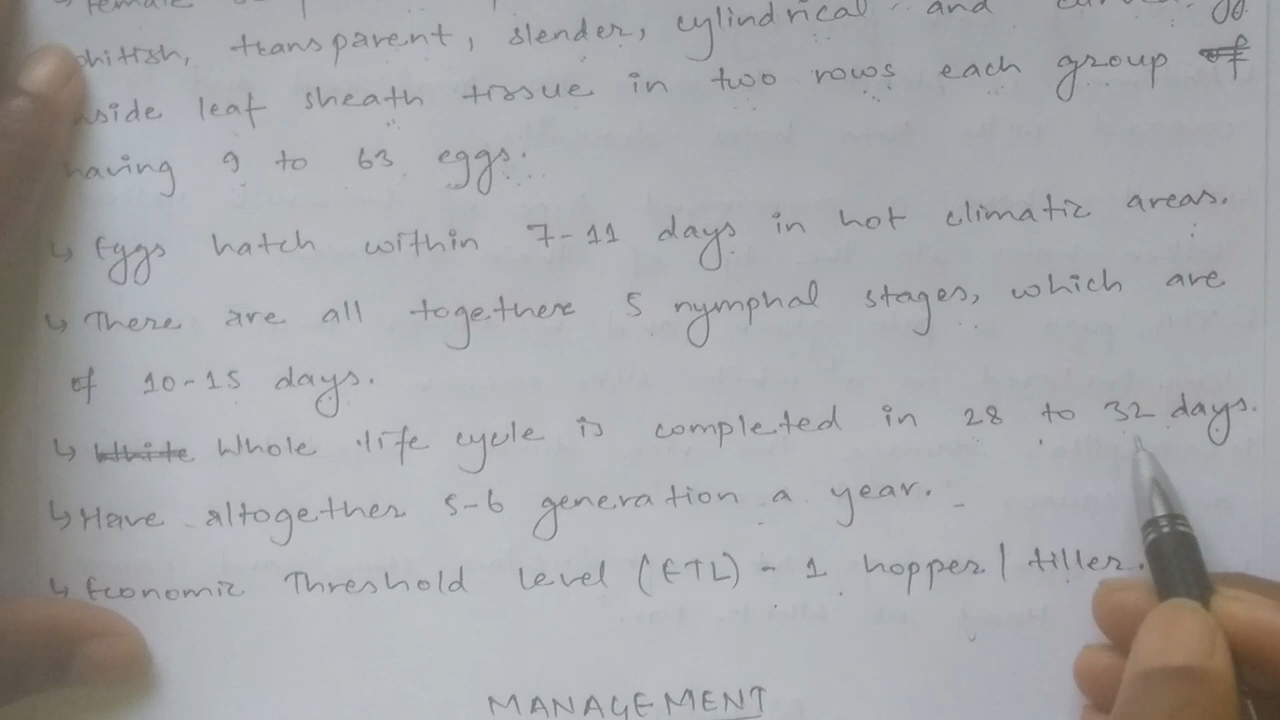 female
whitish, transparent, slender, cylindrical and
inside leaf sheath tissue in two rows each group of
having 9 to 63 eggs.
↳ Eggs hatch within 7-11 days in hot climatic areas.
↳ There are all together 5 nymphal stages, which are
of 10-15 days.
↳ White Whole life cycle is completed in 28 to 32 days.
↳ Have altogether 5-6 generation a year.
↳ Economic Threshold Level (ETL) - 1 hopper/tiller.
MANAGEMENT